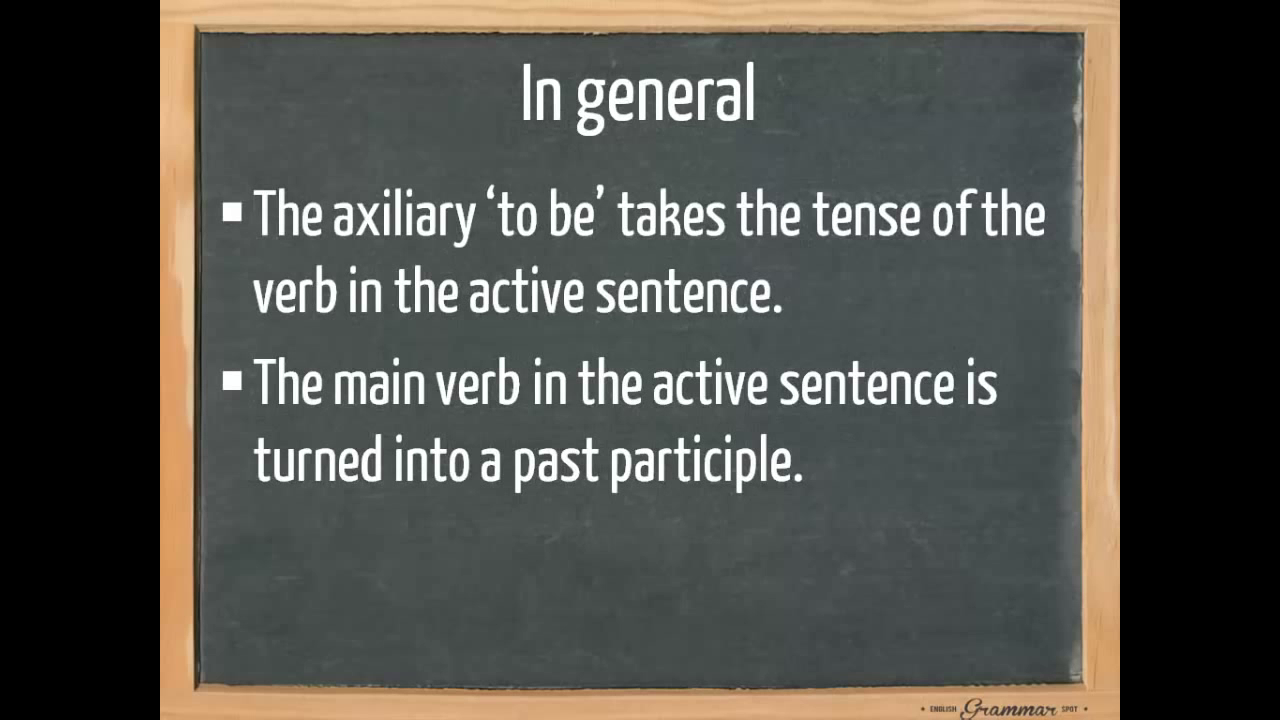 In general
▪ The axiliary ‘to be’ takes the tense of the
verb in the active sentence.
▪ The main verb in the active sentence is
turned into a past participle.
• ENGLISH Grammar SPOT •